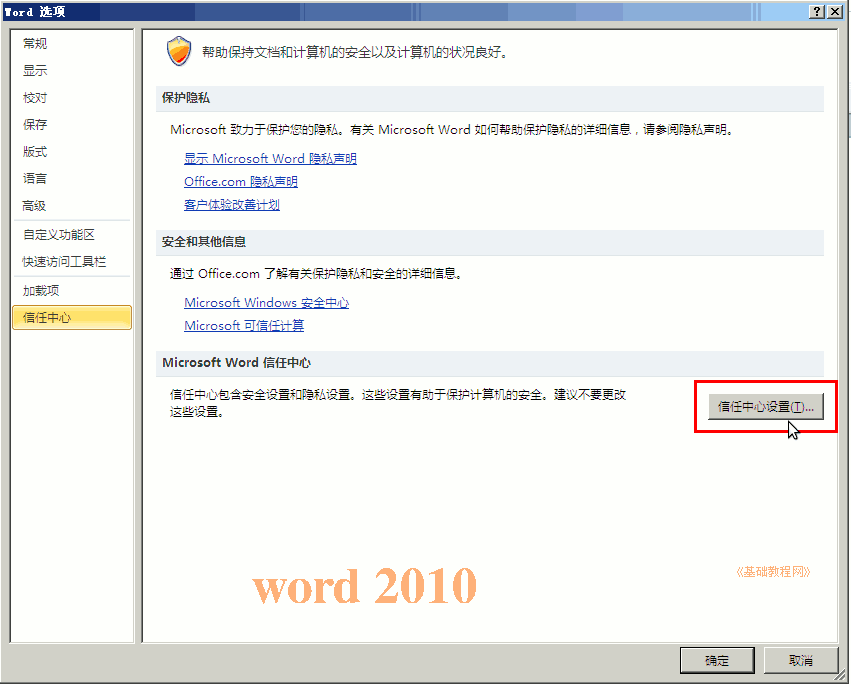 Word 选项
常规
显示
校对
保存
版式
语言
高级
自定义功能区
快速访问工具栏
加载项
信任中心
帮助保持文档和计算机的安全以及计算机的状况良好。
保护隐私
Microsoft 致力于保护您的隐私。有关 Microsoft Word 如何帮助保护隐私的详细信息，请参阅隐私声明。
显示 Microsoft Word 隐私声明
Office.com 隐私声明
客户体验改善计划
安全和其他信息
通过 Office.com 了解有关保护隐私和安全的详细信息。
Microsoft Windows 安全中心
Microsoft 可信任计算
Microsoft Word 信任中心
信任中心包含安全设置和隐私设置。这些设置有助于保护计算机的安全。建议不要更改
这些设置。
信任中心设置(T)...
word 2010
《基础教程网》
确定
取消